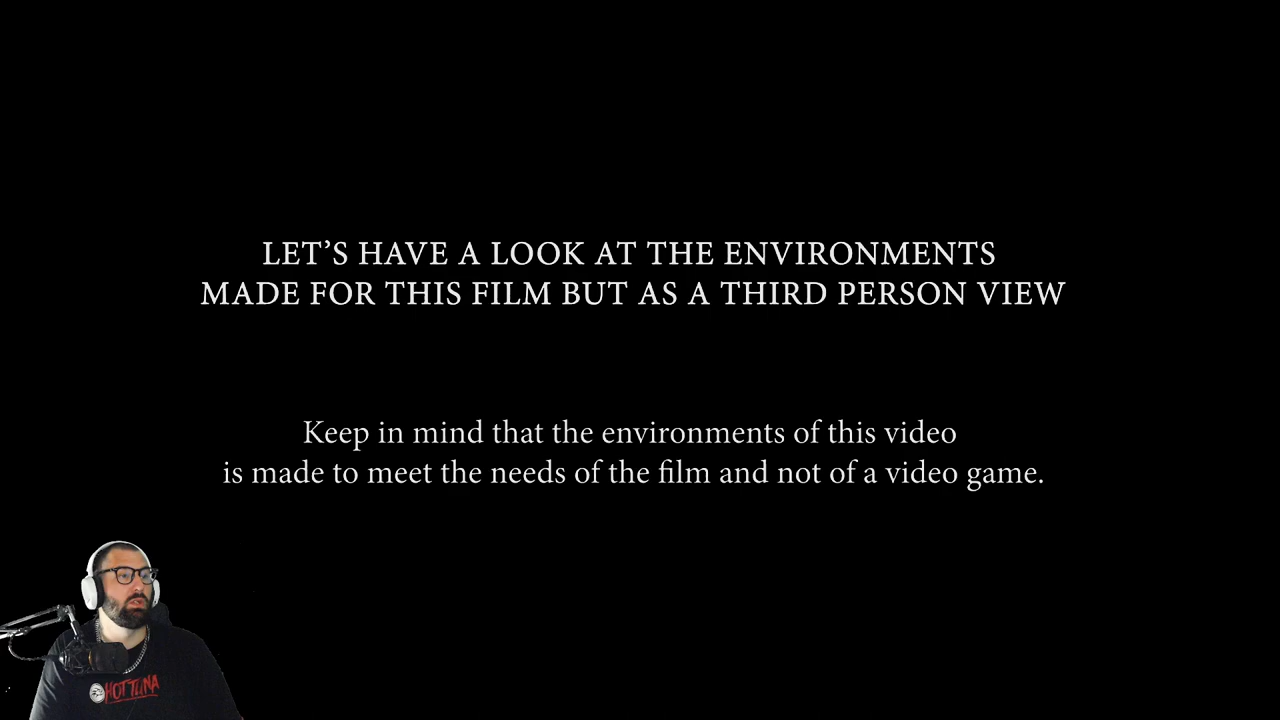 LET'S HAVE A LOOK AT THE ENVIRONMENTS
MADE FOR THIS FILM BUT AS A THIRD PERSON VIEW
Keep in mind that the environments of this video
is made to meet the needs of the film and not of a video game.
HOT TUNA